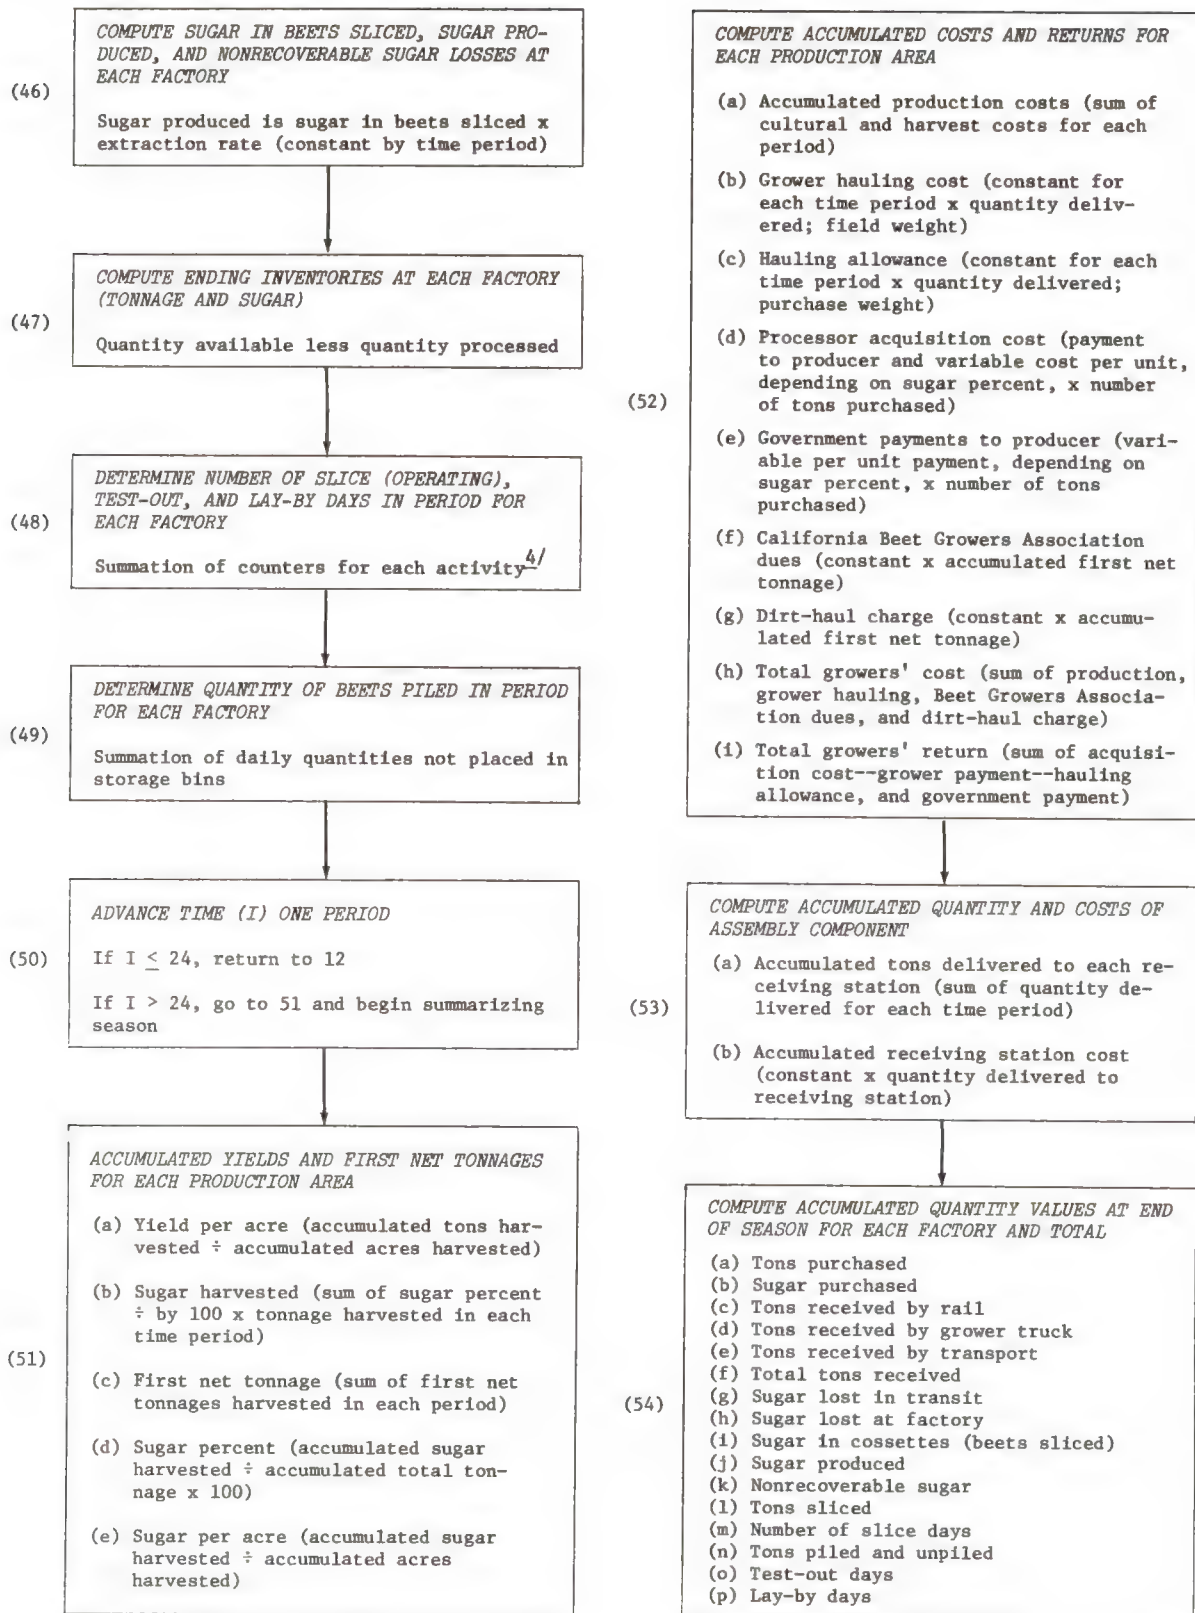 (46)
COMPUTE SUGAR IN BEETS SLICED, SUGAR PRO-
DUCED, AND NONRECOVERABLE SUGAR LOSSES AT
EACH FACTORY
Sugar produced is sugar in beets sliced x
extraction rate (constant by time period)
(47)
COMPUTE ENDING INVENTORIES AT EACH FACTORY
(TONNAGE AND SUGAR)
Quantity available less quantity processed
(48)
DETERMINE NUMBER OF SLICE (OPERATING),
TEST-OUT, AND LAY-BY DAYS IN PERIOD FOR
EACH FACTORY
Summation of counters for each activity 4/
(49)
DETERMINE QUANTITY OF BEETS PILED IN PERIOD
FOR EACH FACTORY
Summation of daily quantities not placed in
storage bins
(50)
ADVANCE TIME (I) ONE PERIOD
If I ≤ 24, return to 12
If I > 24, go to 51 and begin summarizing
season
(51)
ACCUMULATED YIELDS AND FIRST NET TONNAGES
FOR EACH PRODUCTION AREA
(a) Yield per acre (accumulated tons har-
vested ÷ accumulated acres harvested)
(b) Sugar harvested (sum of sugar percent
÷ by 100 x tonnage harvested in each
time period)
(c) First net tonnage (sum of first net
tonnages harvested in each period)
(d) Sugar percent (accumulated sugar
harvested ÷ accumulated total ton-
nage x 100)
(e) Sugar per acre (accumulated sugar
harvested ÷ accumulated acres
harvested)
(52)
COMPUTE ACCUMULATED COSTS AND RETURNS FOR
EACH PRODUCTION AREA
(a) Accumulated production costs (sum of
cultural and harvest costs for each
period)
(b) Grower hauling cost (constant for
each time period x quantity deliv-
ered; field weight)
(c) Hauling allowance (constant for each
time period x quantity delivered;
purchase weight)
(d) Processor acquisition cost (payment
to producer and variable cost per unit,
depending on sugar percent, x number
of tons purchased)
(e) Government payments to producer (vari-
able per unit payment, depending on
sugar percent, x number of tons
purchased)
(f) California Beet Growers Association
dues (constant x accumulated first net
tonnage)
(g) Dirt-haul charge (constant x accumu-
lated first net tonnage)
(h) Total growers' cost (sum of production,
grower hauling, Beet Growers Associa-
tion dues, and dirt-haul charge)
(i) Total growers' return (sum of acquisi-
tion cost--grower payment--hauling
allowance, and government payment)
(53)
COMPUTE ACCUMULATED QUANTITY AND COSTS OF
ASSEMBLY COMPONENT
(a) Accumulated tons delivered to each re-
ceiving station (sum of quantity de-
livered for each time period)
(b) Accumulated receiving station cost
(constant x quantity delivered to
receiving station)
(54)
COMPUTE ACCUMULATED QUANTITY VALUES AT END
OF SEASON FOR EACH FACTORY AND TOTAL
(a) Tons purchased
(b) Sugar purchased
(c) Tons received by rail
(d) Tons received by grower truck
(e) Tons received by transport
(f) Total tons received
(g) Sugar lost in transit
(h) Sugar lost at factory
(i) Sugar in cossettes (beets sliced)
(j) Sugar produced
(k) Nonrecoverable sugar
(l) Tons sliced
(m) Number of slice days
(n) Tons piled and unpiled
(o) Test-out days
(p) Lay-by days